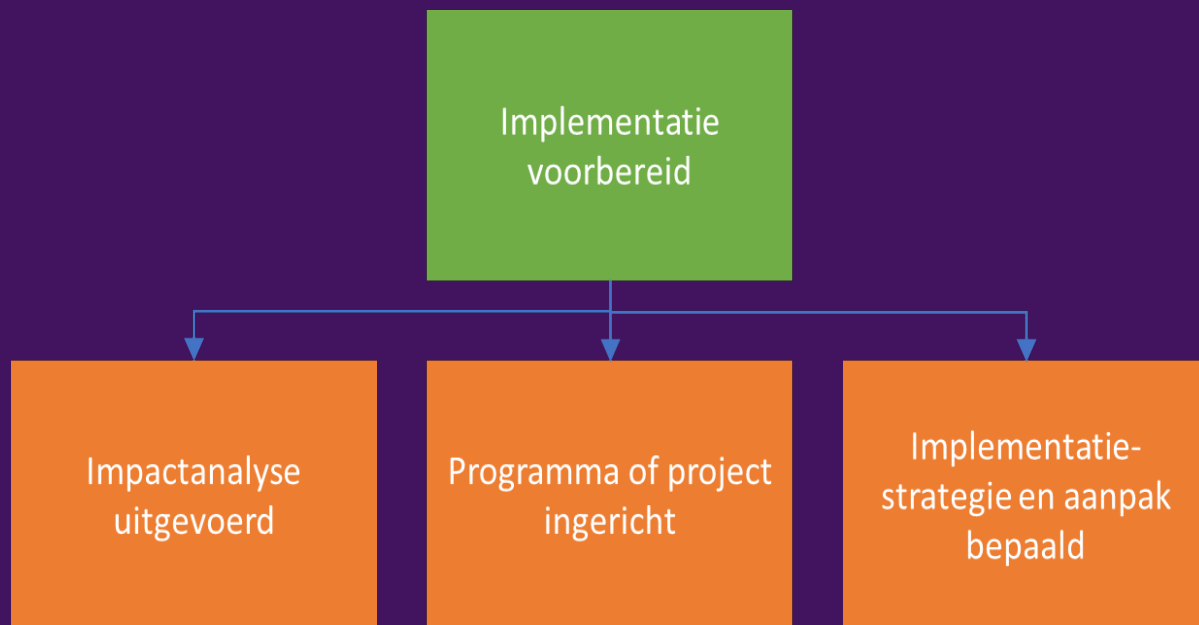 Implementatie
voorbereid
Impactanalyse
uitgevoerd
Programma of project
ingericht
Implementatie-
strategie en aanpak
bepaald